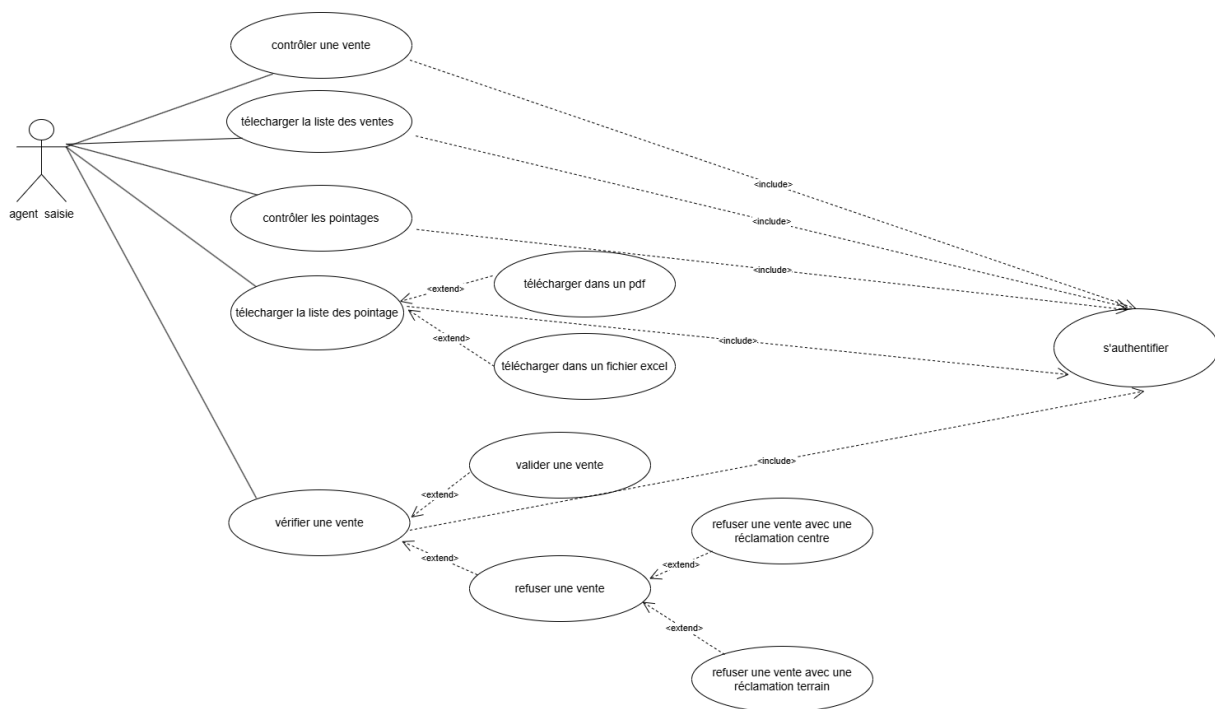 contrôler une vente
télecharger la liste des ventes
agent saisie
<include>
contrôler les pointages
<include>
<include>
télécharger dans un pdf
<extend>
télecharger la liste des pointage
<extend>
<include>
s'authentifier
télécharger dans un fichier excel
valider une vente
<include>
<extend>
vérifier une vente
refuser une vente avec une
réclamation centre
<extend>
<extend>
refuser une vente
<extend>
refuser une vente avec une
réclamation terrain